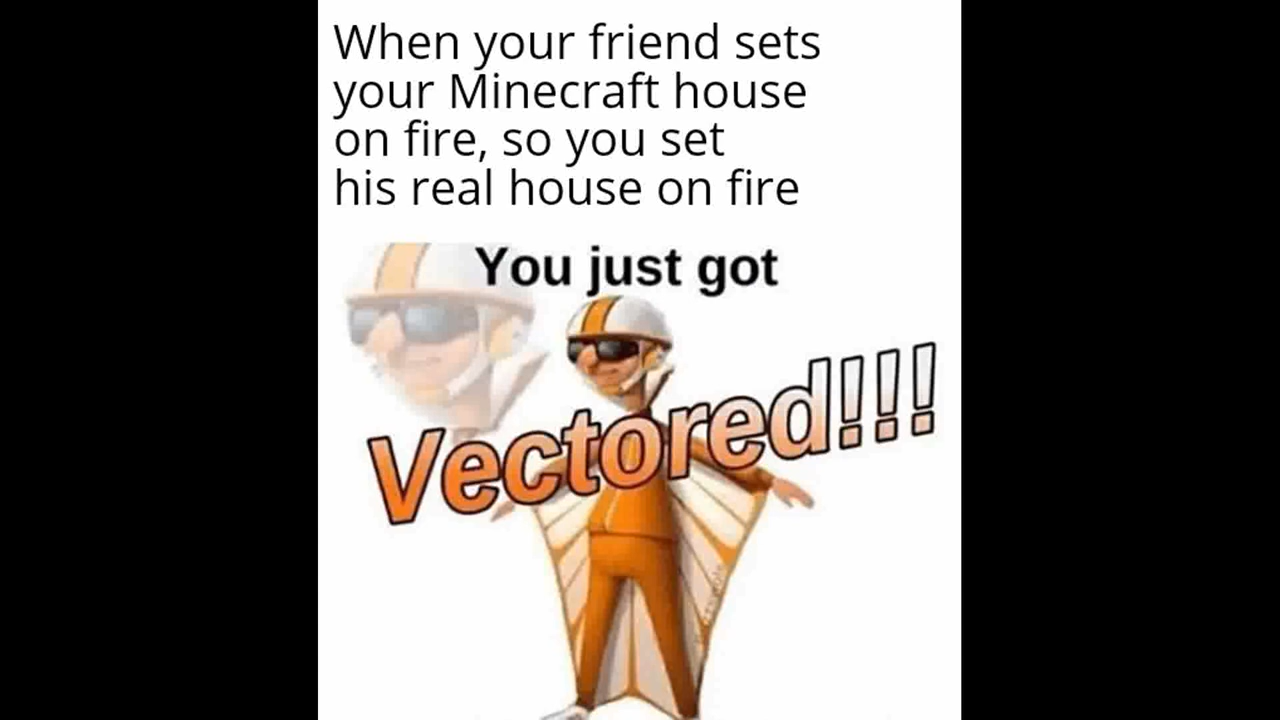 When your friend sets
your Minecraft house
on fire, so you set
his real house on fire
You just got
Vectored!!!